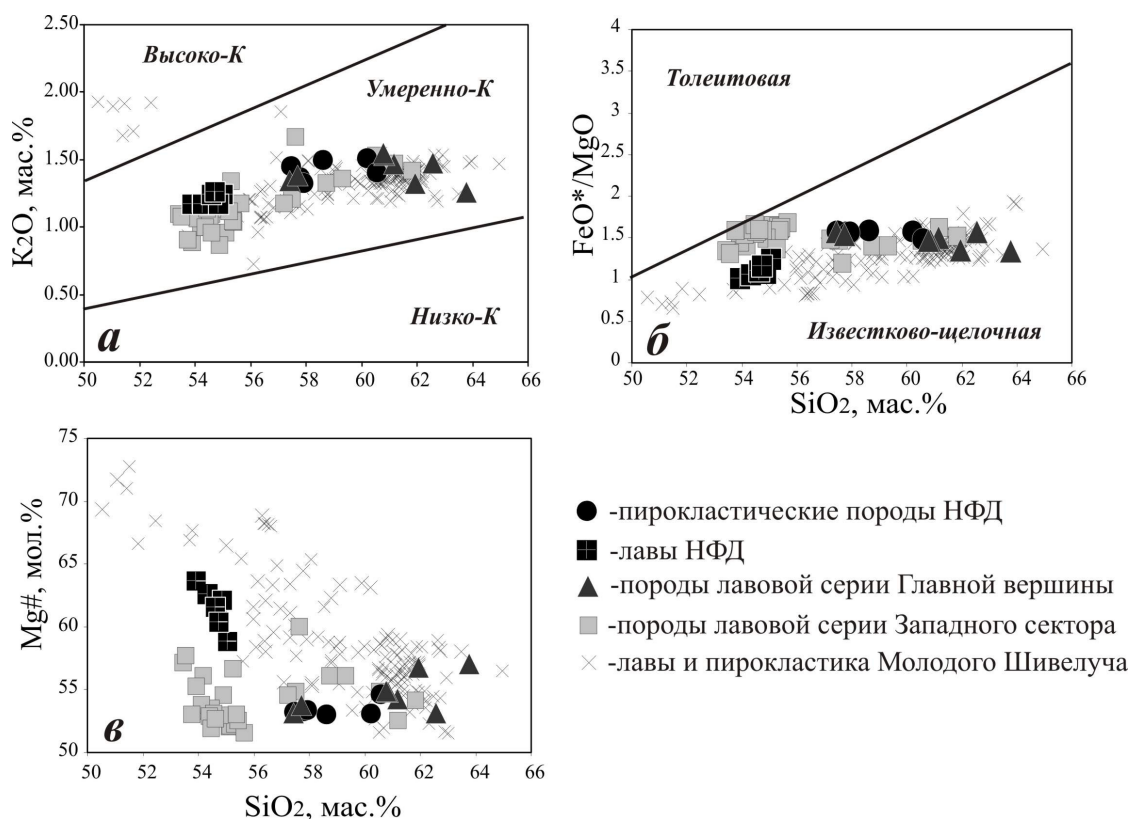 2.50
2.00
1.50
1.00
0.50
0.00
K2O, мас.%
Высоко-К
Умеренно-К
Низко-К
а
50 52 54 56 58 60 62 64 66
4
3.5
3
2.5
2
1.5
1
0.5
0
FeO*/MgO
Толеитовая
Известково-щелочная
б
50 52 54 56 58 60 62 64 66
SiO2, мас.%
75
70
65
60
55
50
Mg#, мол.%
в
50 52 54 56 58 60 62 64 66
SiO2, мас.%
-пирокластические породы НФД
-лавы НФД
-породы лавовой серии Главной вершины
-породы лавовой серии Западного сектора
-лавы и пирокластика Молодого Шивелуча